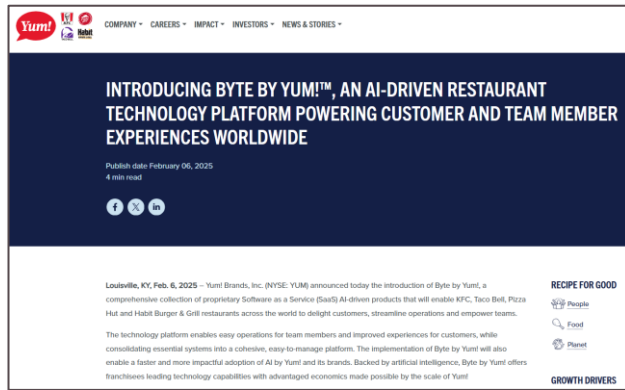 Yum!
KFC
Habit
COMPANY CAREERS IMPACT INVESTORS NEWS & STORIES
INTRODUCING BYTE BY YUM!™, AN AI-DRIVEN RESTAURANT
TECHNOLOGY PLATFORM POWERING CUSTOMER AND TEAM MEMBER
EXPERIENCES WORLDWIDE
Publish date February 06, 2025
4 min read
Louisville, KY, Feb. 6, 2025 – Yum! Brands, Inc. (NYSE: YUM) announced today the introduction of Byte by Yum!, a
comprehensive collection of proprietary Software as a Service (SaaS) AI-driven products that will enable KFC, Taco Bell, Pizza
Hut and Habit Burger & Grill restaurants across the world to delight customers, streamline operations and empower teams.
The technology platform enables easy operations for team members and improved experiences for customers, while
consolidating essential systems into a cohesive, easy-to-manage platform. The implementation of Byte by Yum! will also
enable a faster and more impactful adoption of AI by Yum! and its brands. Backed by artificial intelligence, Byte by Yum! offers
franchisees leading technology capabilities with advantaged economics made possible by the scale of Yum!
RECIPE FOR GOOD
People
Food
Planet
GROWTH DRIVERS